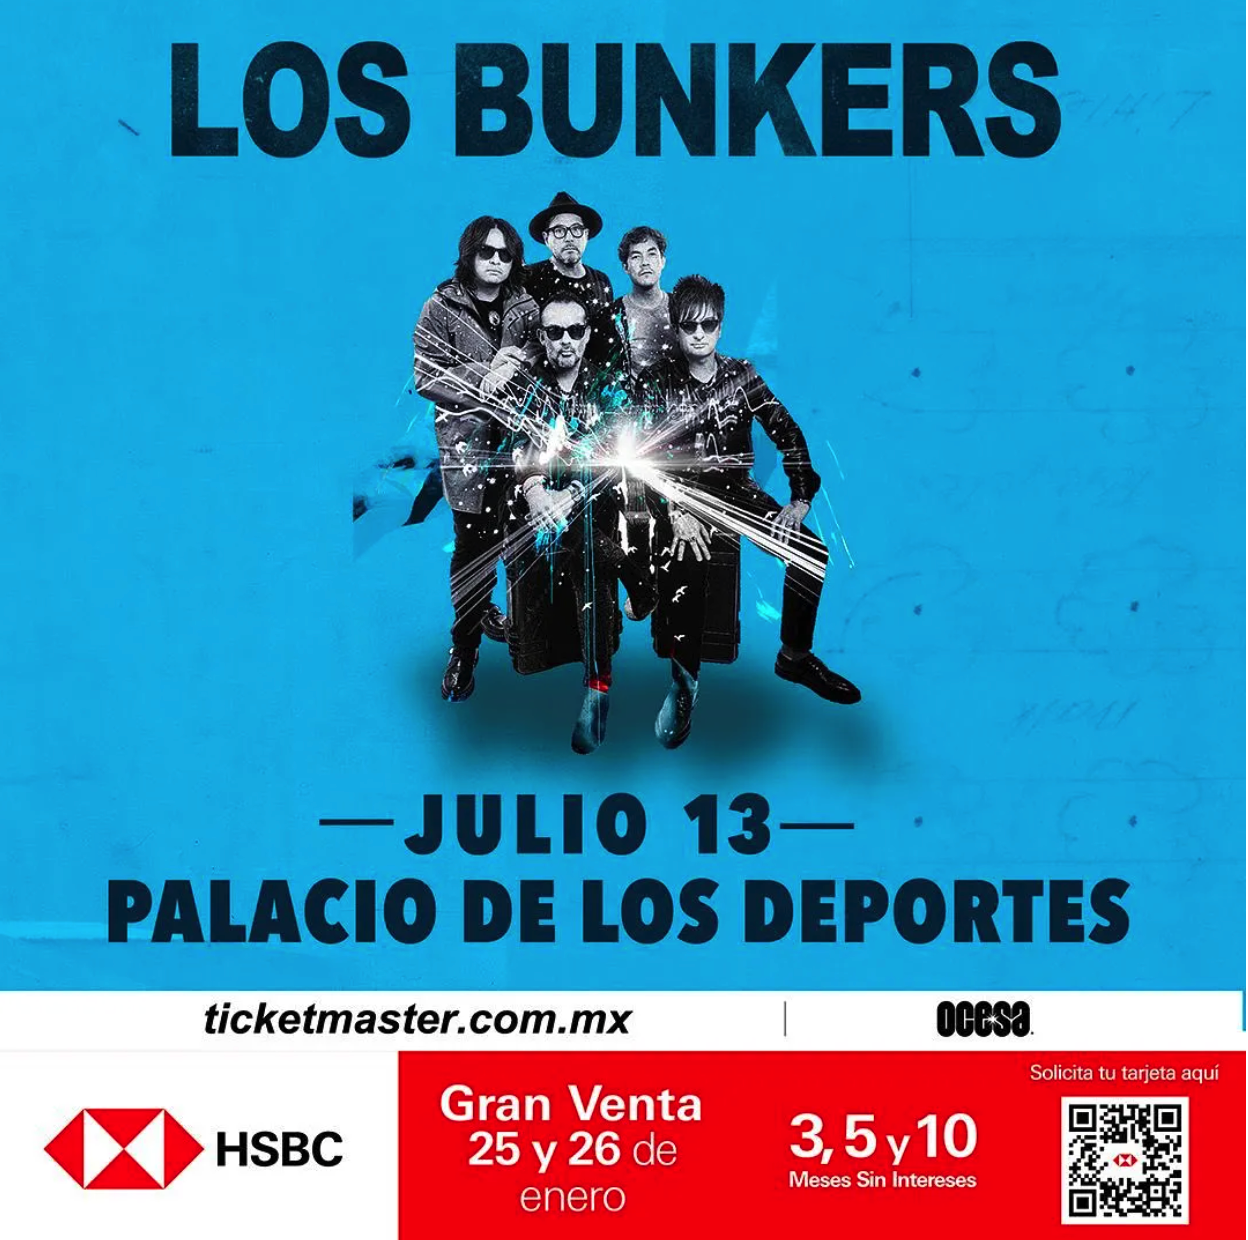 LOS BUNKERS
JULIO 13
PALACIO DE LOS DEPORTES
ticketmaster.com.mx
ocesa
HSBC
Gran Venta
25 y 26 de
enero
3, 5 y 10
Meses Sin Intereses
Solicita tu tarjeta aquí